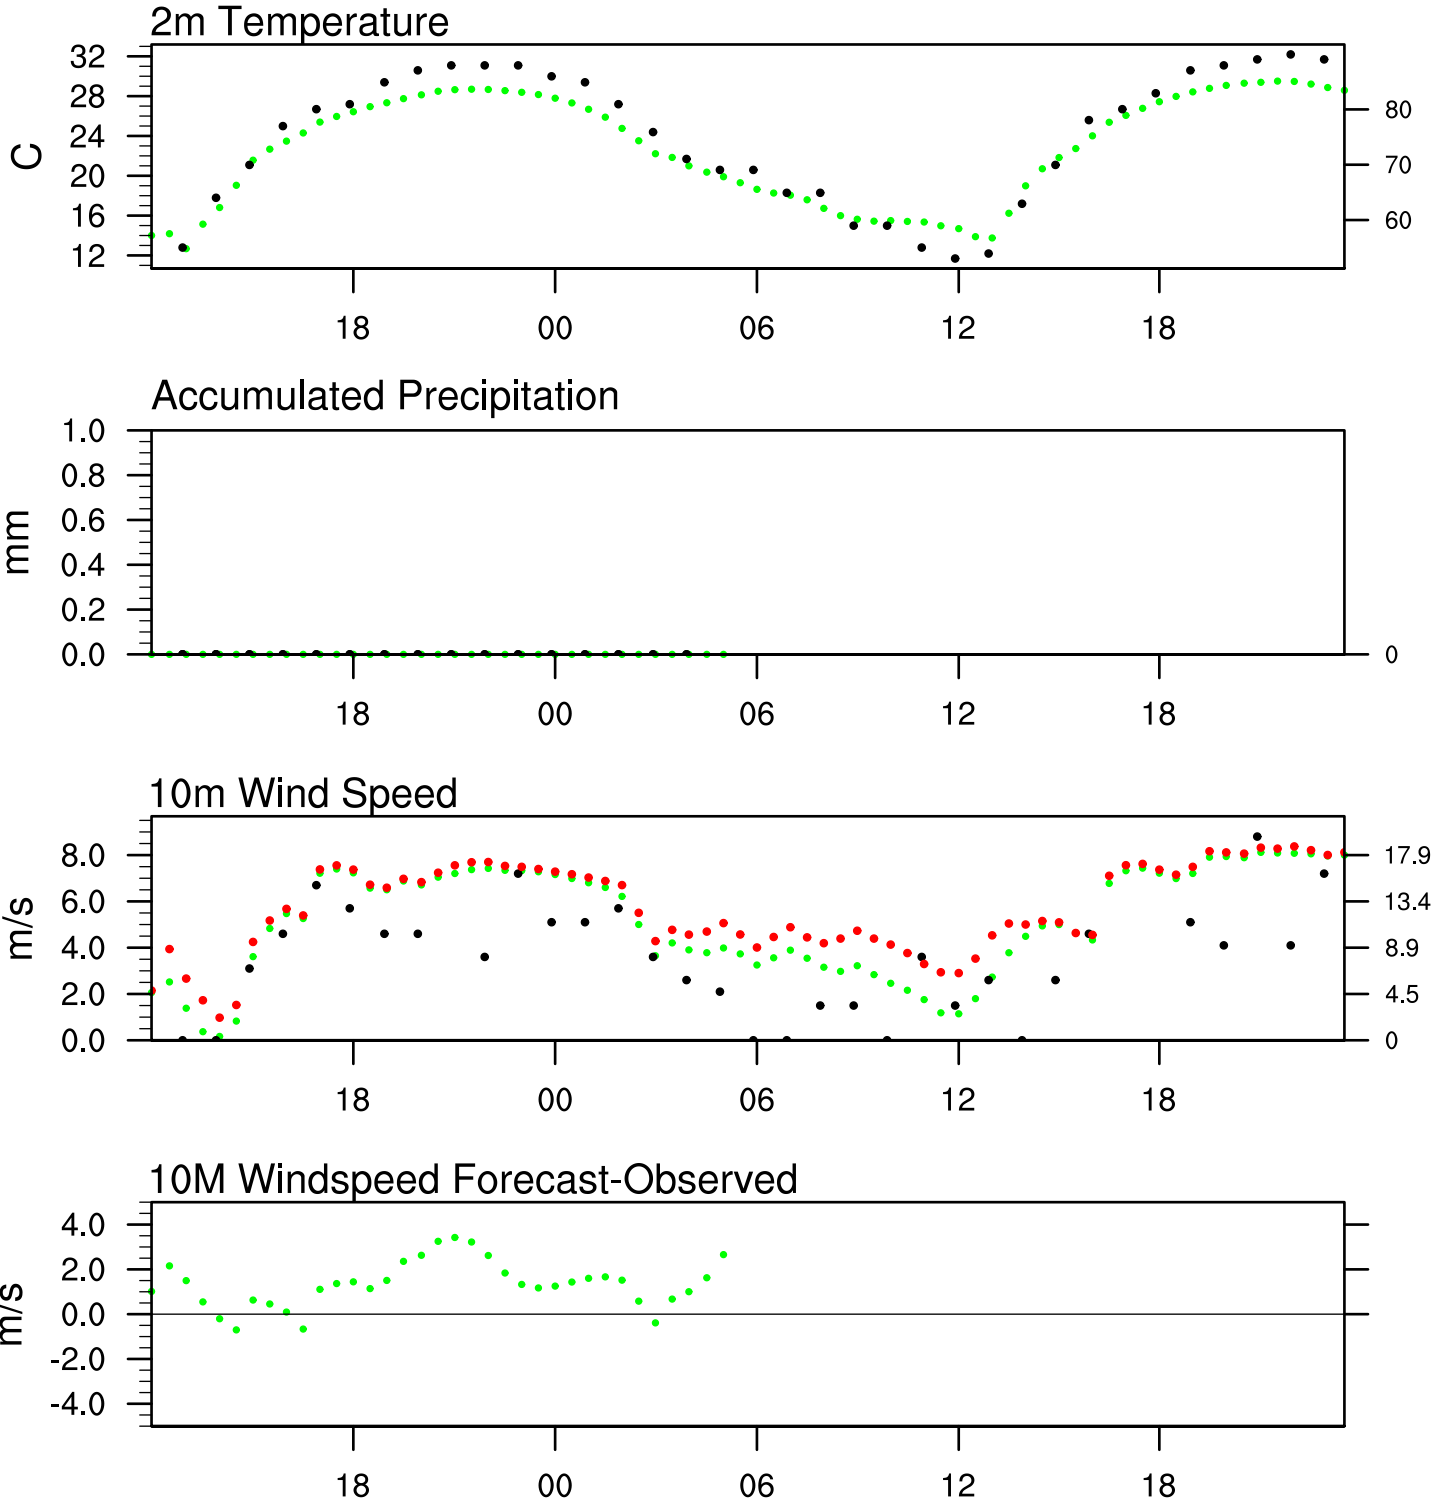 2m Temperature
32
28
24
20
16
12
C
80
70
60
18 00 06 12 18
Accumulated Precipitation
1.0
0.8
0.6
0.4
0.2
0.0
mm
0
18 00 06 12 18
10m Wind Speed
8.0
6.0
4.0
2.0
0.0
m/s
17.9
13.4
8.9
4.5
0
18 00 06 12 18
10M Windspeed Forecast-Observed
4.0
2.0
0.0
-2.0
-4.0
m/s
18 00 06 12 18